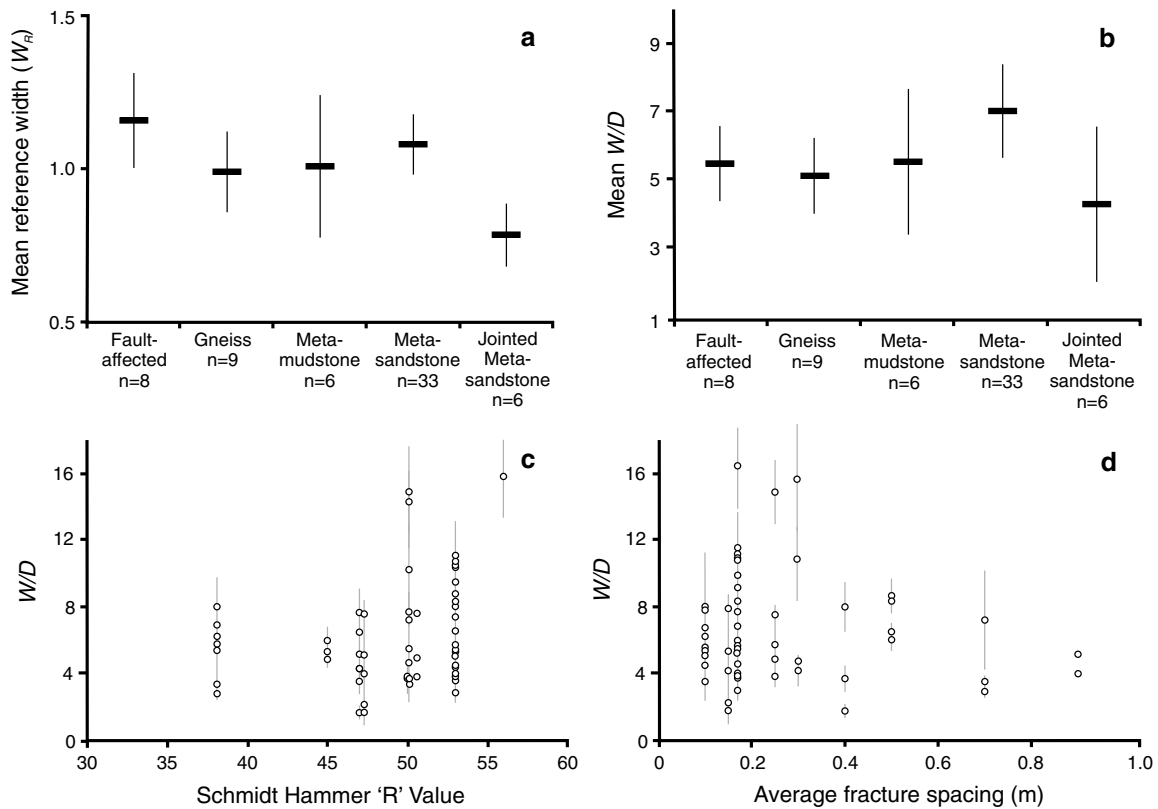 a
Mean reference width (WR)
1.5
1.0
0.5
Fault-
affected
n=8
Gneiss
n=9
Meta-
mudstone
n=6
Meta-
sandstone
n=33
Jointed
Meta-
sandstone
n=6
b
Mean W/D
9
7
5
3
1
Fault-
affected
n=8
Gneiss
n=9
Meta-
mudstone
n=6
Meta-
sandstone
n=33
Jointed
Meta-
sandstone
n=6
c
W/D
16
12
8
4
0
30 35 40 45 50 55 60
Schmidt Hammer 'R' Value
d
W/D
16
12
8
4
0
0 0.2 0.4 0.6 0.8 1.0
Average fracture spacing (m)